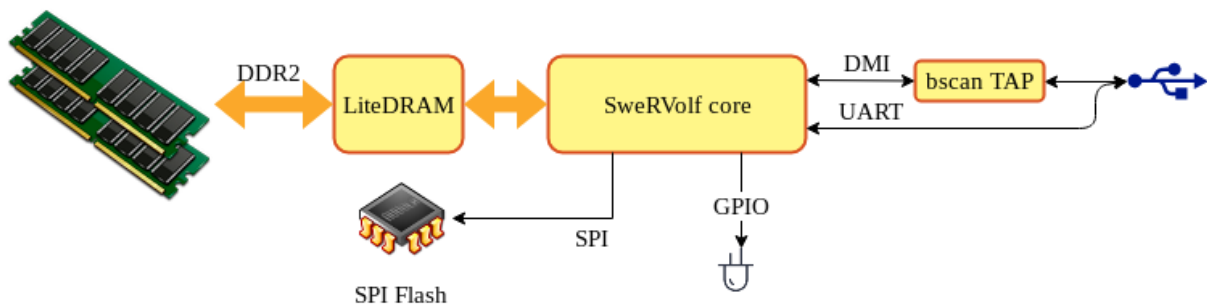 DDR2
LiteDRAM
SweRVolf core
DMI
bscan TAP
UART
GPIO
SPI
SPI Flash